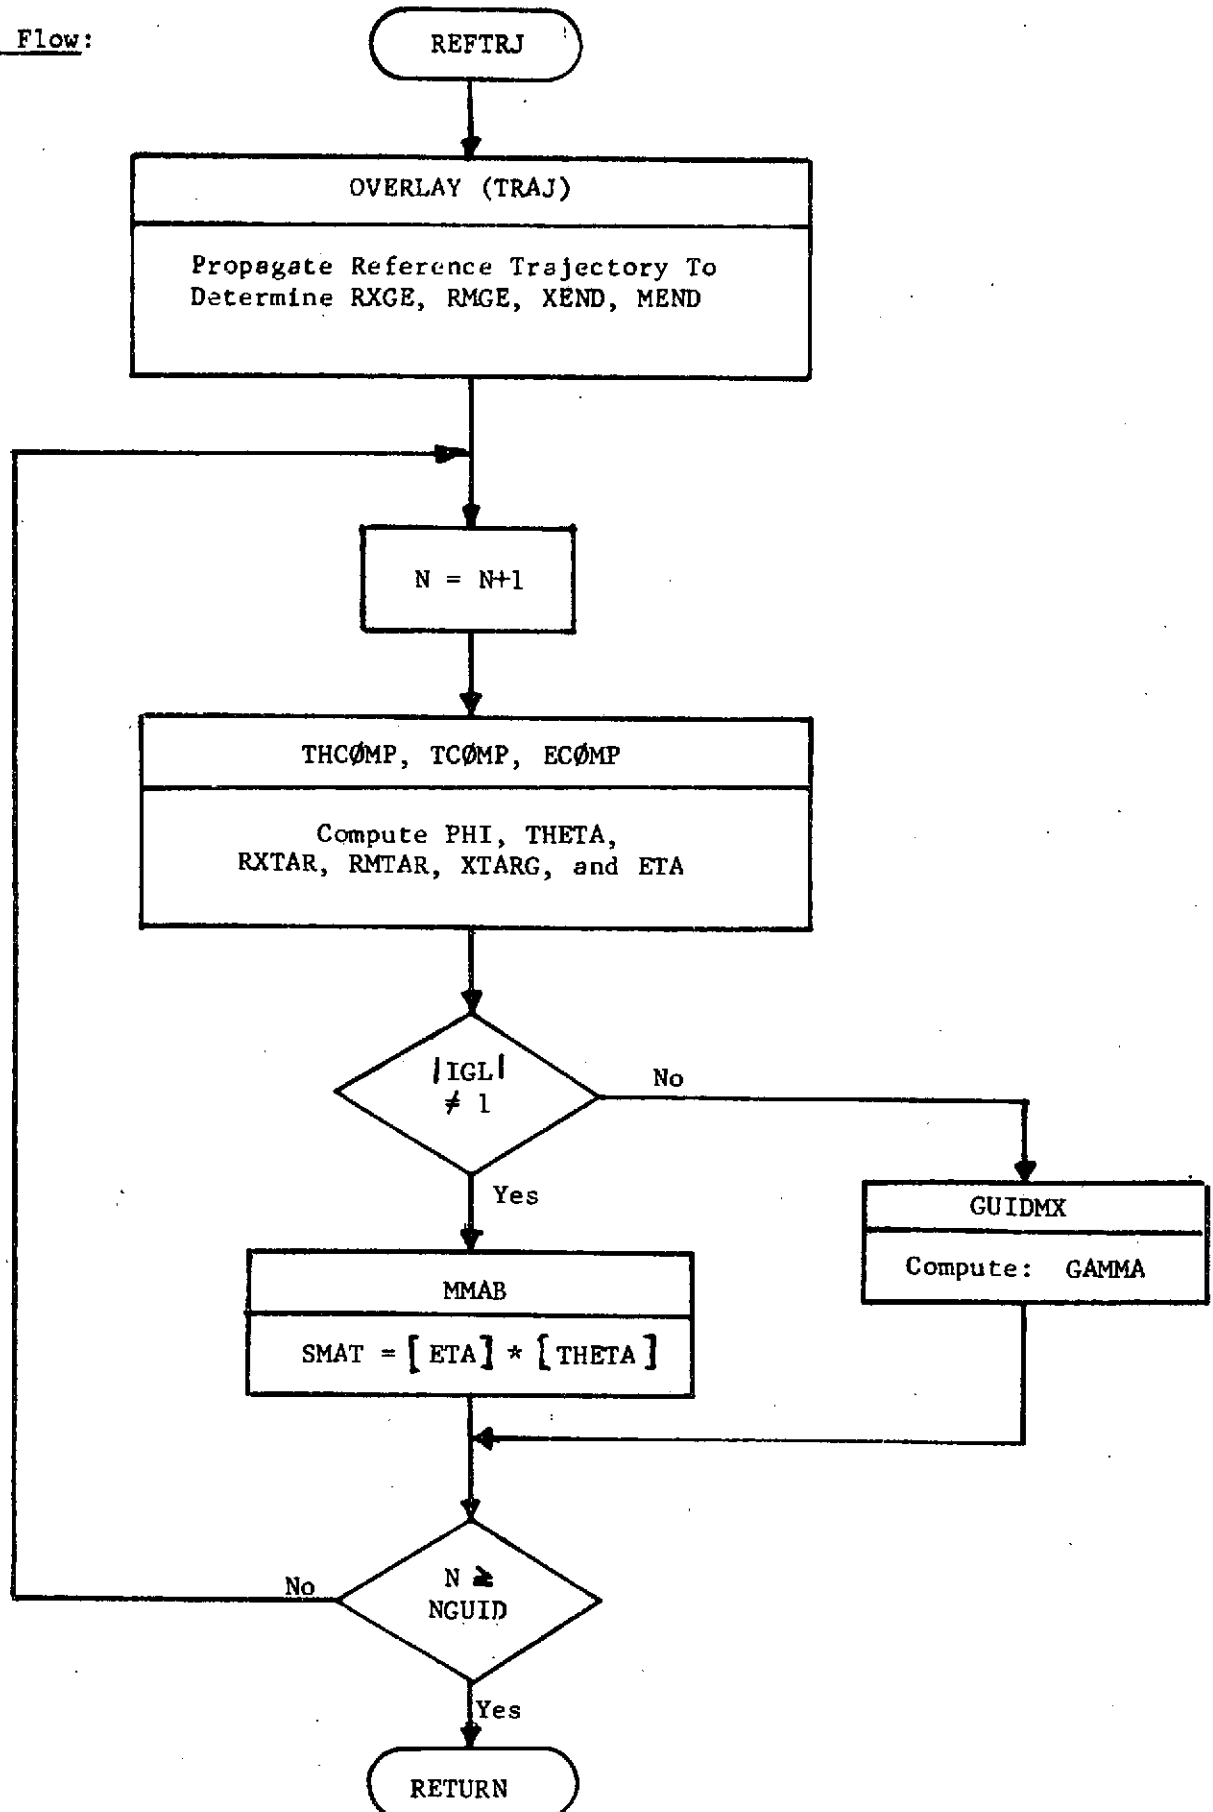 Flow:
REFTRJ
OVERLAY (TRAJ)
Propagate Reference Trajectory To
Determine RXGE, RMGE, XEND, MEND
N = N+1
THCØMP, TCØMP, ECØMP
Compute PHI, THETA,
RXTAR, RMTAR, XTARG, and ETA
|IGL|
≠ 1
No
Yes
GUIDMX
Compute: GAMMA
MMAB
SMAT = [ETA] * [THETA]
N ≥
NGUID
No
Yes
RETURN